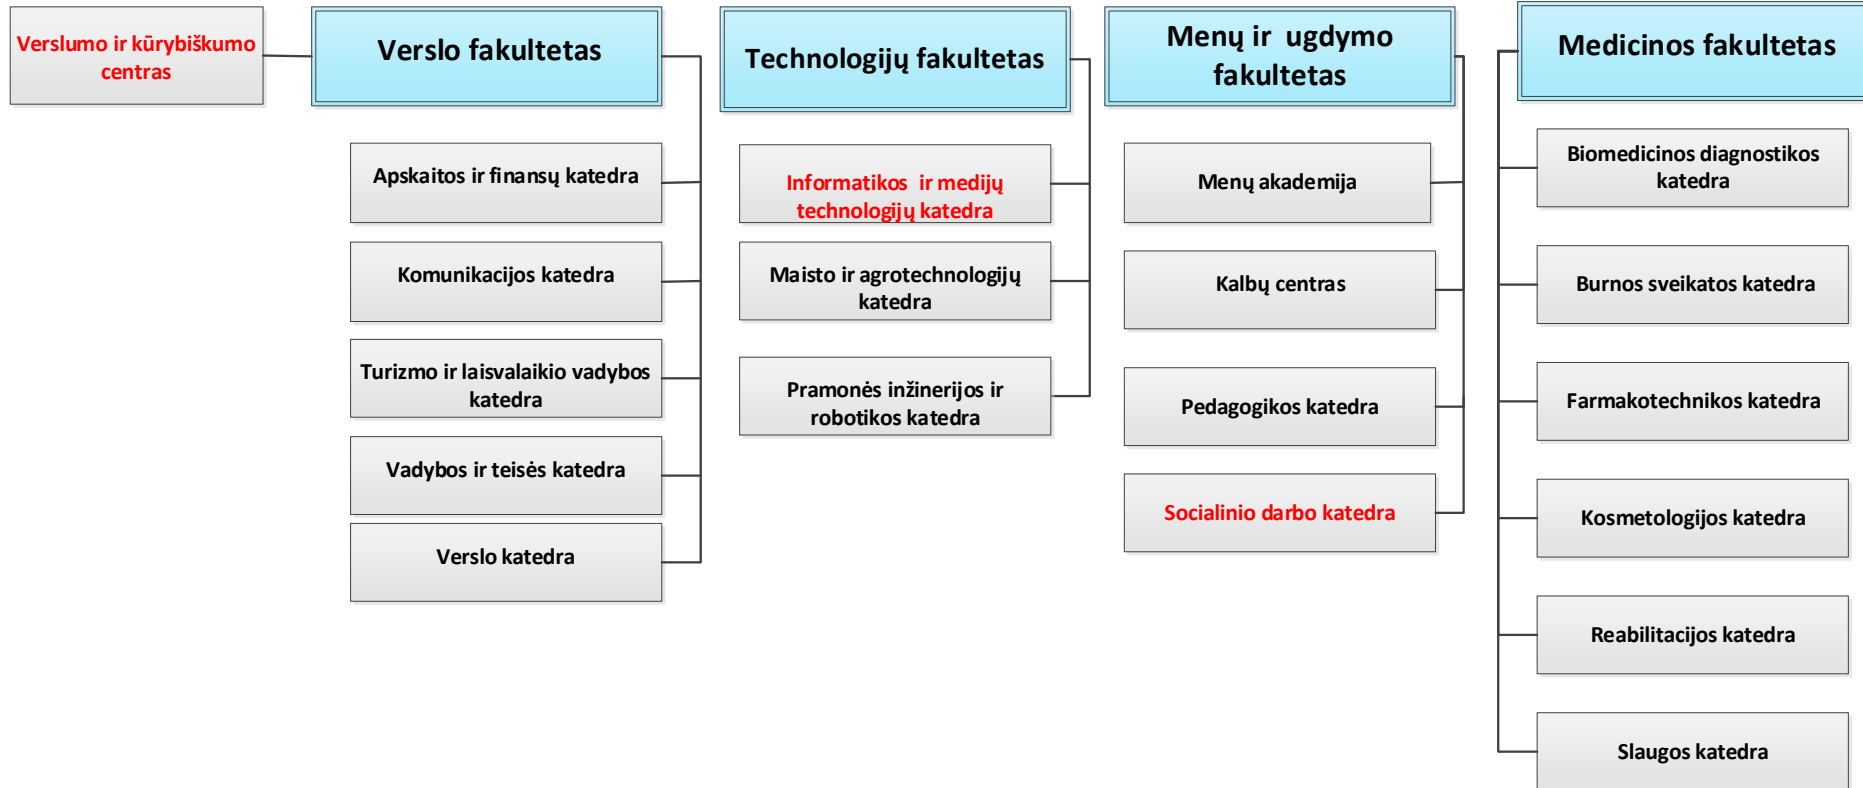 Verslumo ir kūrybiškumo
centras
Verslo fakultetas
Apskaitos ir finansų katedra
Komunikacijos katedra
Turizmo ir laisvalaikio vadybos
katedra
Vadybos ir teisės katedra
Verslo katedra
Technologijų fakultetas
Informatikos ir medijų
technologijų katedra
Maisto ir agrotechnologijų
katedra
Pramonės inžinerijos ir
robotikos katedra
Menų ir ugdymo
fakultetas
Menų akademija
Kalbų centras
Pedagogikos katedra
Socialinio darbo katedra
Medicinos fakultetas
Biomedicinos diagnostikos
katedra
Burnos sveikatos katedra
Farmakotechnikos katedra
Kosmetologijos katedra
Reabilitacijos katedra
Slaugos katedra